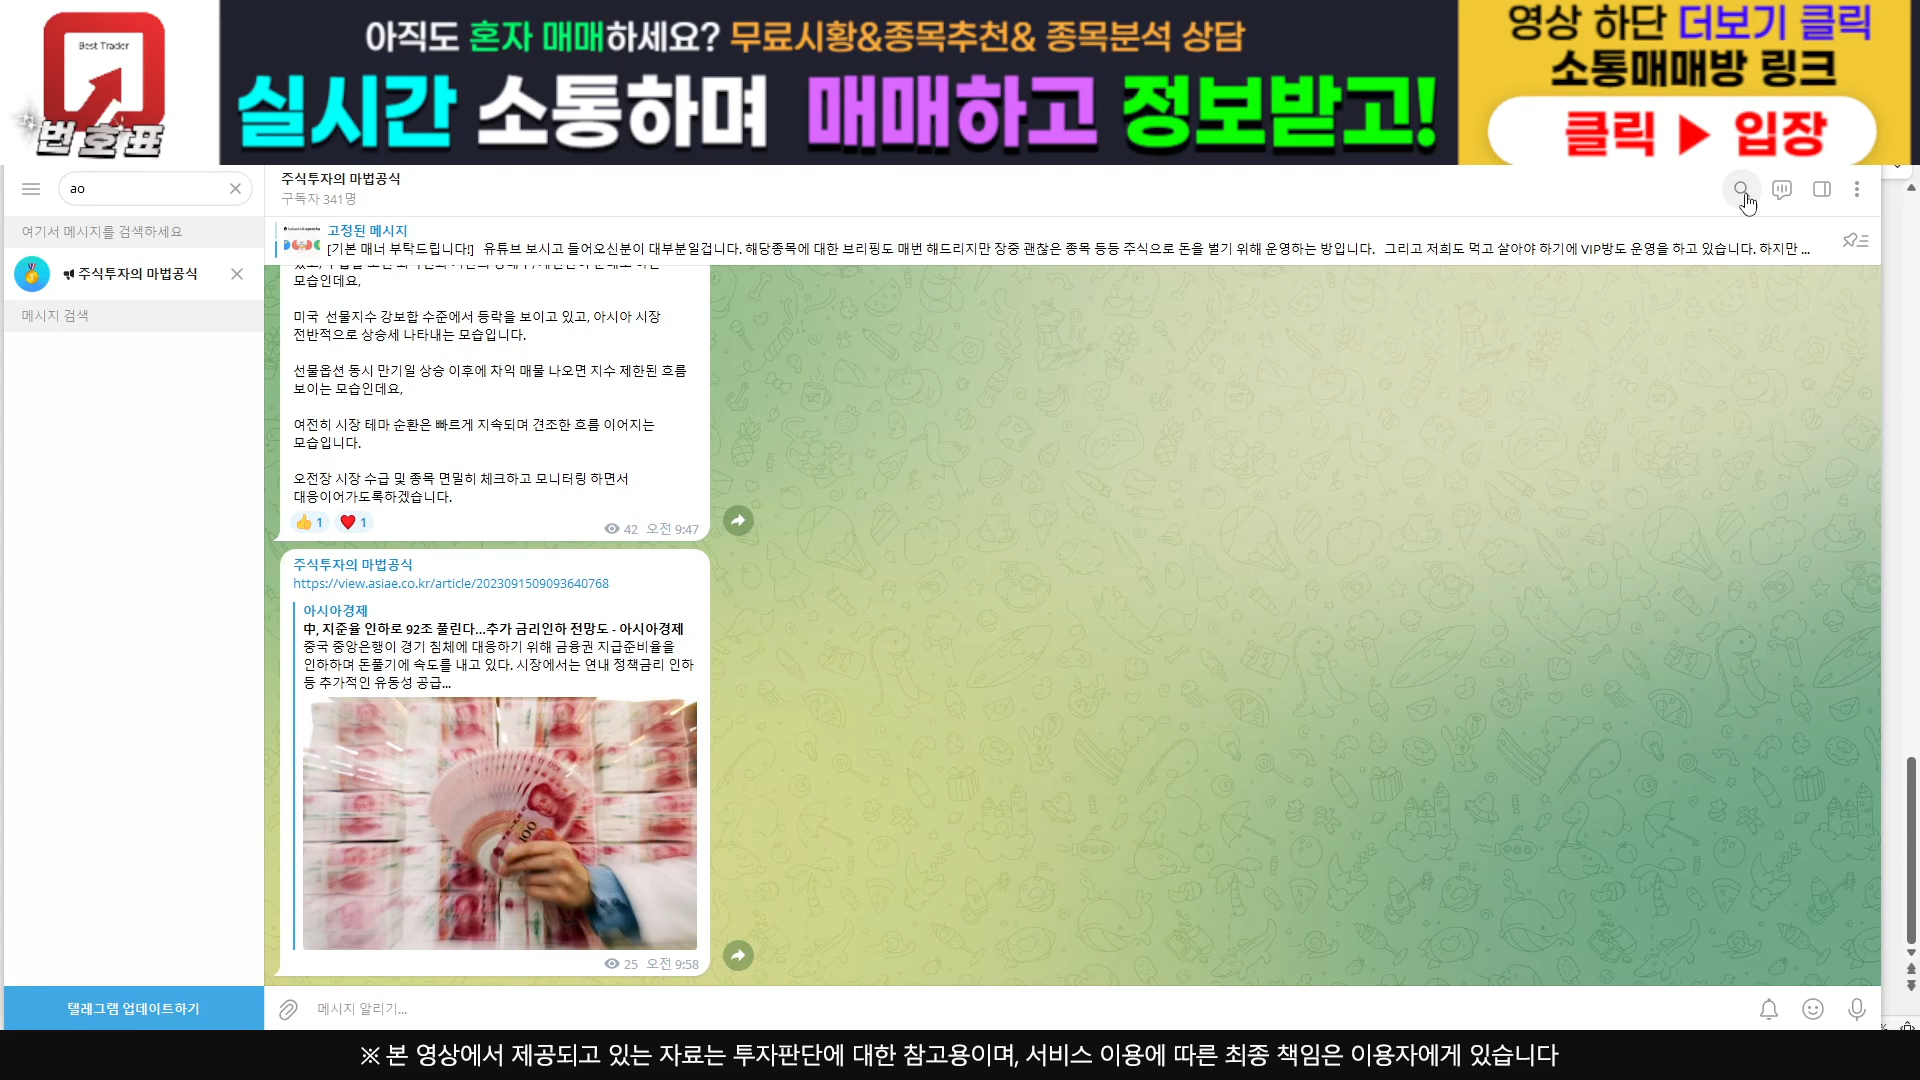 Best Trader
번호표
아직도 혼자 매매하세요? 무료시황&종목추천& 종목분석 상담
실시간 소통하며 매매하고 정보받고!
영상 하단 더보기 클릭
소통매매방 링크
클릭 ▶ 입장
ao
여기서 메시지를 검색하세요
주식투자의 마법공식
메시지 검색
텔레그램 업데이트하기
주식투자의 마법공식
구독자 341명
고정된 메시지
[기본 매너 부탁드립니다!] 유튜브 보시고 들어오신분이 대부분일겁니다. 해당종목에 대한 브리핑도 매번 해드리지만 장중 괜찮은 종목 등등 주식으로 돈을 벌기 위해 운영하는 방입니다. 그리고 저희도 먹고 살아야 하기에 VIP방도 운영을 하고 있습니다. 하지만 ...
모습인데요,
미국 선물지수 강보합 수준에서 등락을 보이고 있고, 아시아 시장
전반적으로 상승세 나타내는 모습입니다.
선물옵션 동시 만기일 상승 이후에 차익 매물 나오면 지수 제한된 흐름
보이는 모습인데요,
여전히 시장 테마 순환은 빠르게 지속되며 견조한 흐름 이어지는
모습입니다.
오전장 시장 수급 및 종목 면밀히 체크하고 모니터링 하면서
대응이어가도록하겠습니다.
👍 1 ❤ 1
42 오전 9:47
주식투자의 마법공식
https://view.asiae.co.kr/article/2023091509093640768
아시아경제
中, 지준율 인하로 92조 풀린다...추가 금리인하 전망도 - 아시아경제
중국 중앙은행이 경기 침체에 대응하기 위해 금융권 지급준비율을
인하하며 돈풀기에 속도를 내고 있다. 시장에서는 연내 정책금리 인하
등 추가적인 유동성 공급...
100
25 오전 9:58
메시지 알리기...
※ 본 영상에서 제공되고 있는 자료는 투자판단에 대한 참고용이며, 서비스 이용에 따른 최종 책임은 이용자에게 있습니다